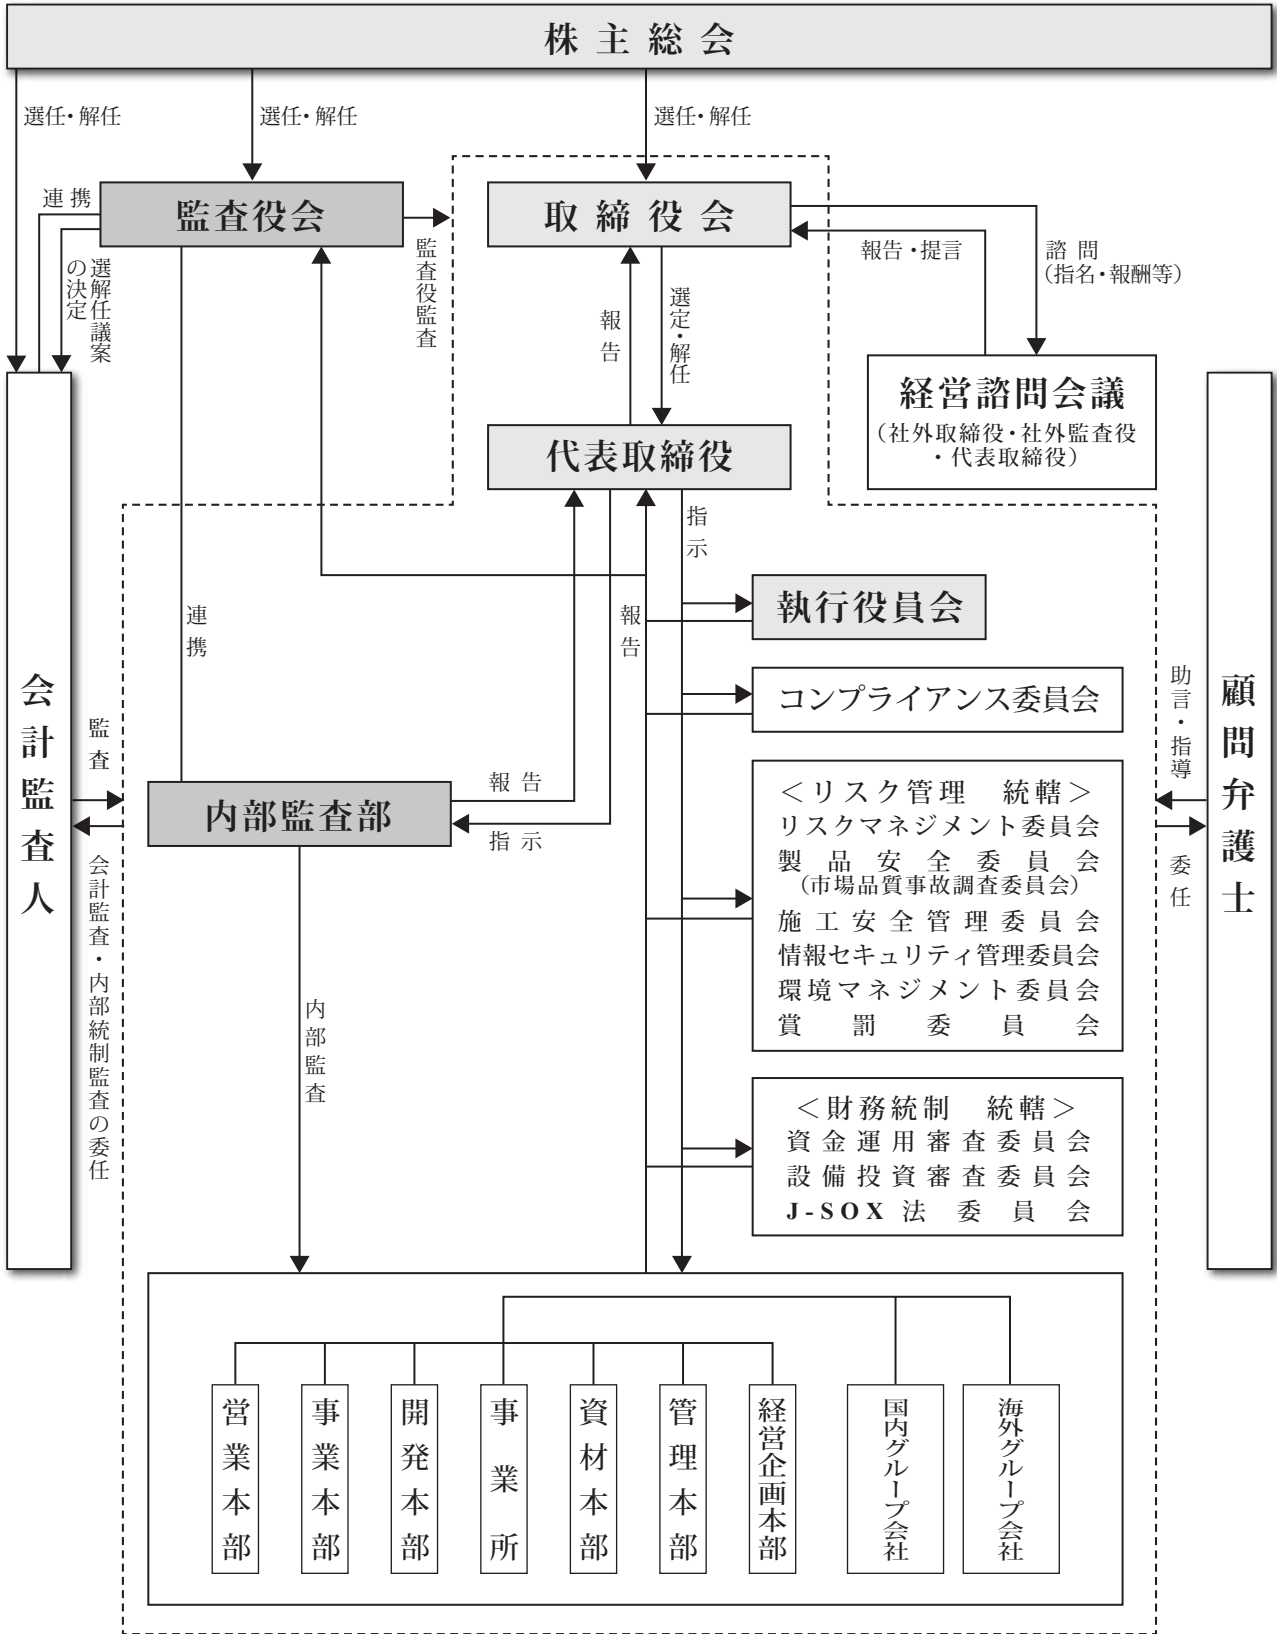 株主総会
選任・解任
選任・解任
選任・解任
連携
監査役会
取締役会
監査役監査
選解任議案
の決定
報告
選定・解任
報告・提言
諮問
（指名・報酬等）
経営諮問会議
（社外取締役・社外監査役
・代表取締役）
代表取締役
指示
連携
報告
執行役員会
コンプライアンス委員会
会計監査人
監査
会計監査・内部統制監査の委任
顧問弁護士
助言・指導
委任
内部監査部
報告
指示
内部監査
＜リスク管理　統轄＞
リスクマネジメント委員会
製品安全委員会
（市場品質事故調査委員会）
施工安全管理委員会
情報セキュリティ管理委員会
環境マネジメント委員会
賞罰委員会
＜財務統制　統轄＞
資金運用審査委員会
設備投資審査委員会
J-SOX法委員会
営業本部
事業本部
開発本部
事業所
資材本部
管理本部
経営企画本部
国内グループ会社
海外グループ会社